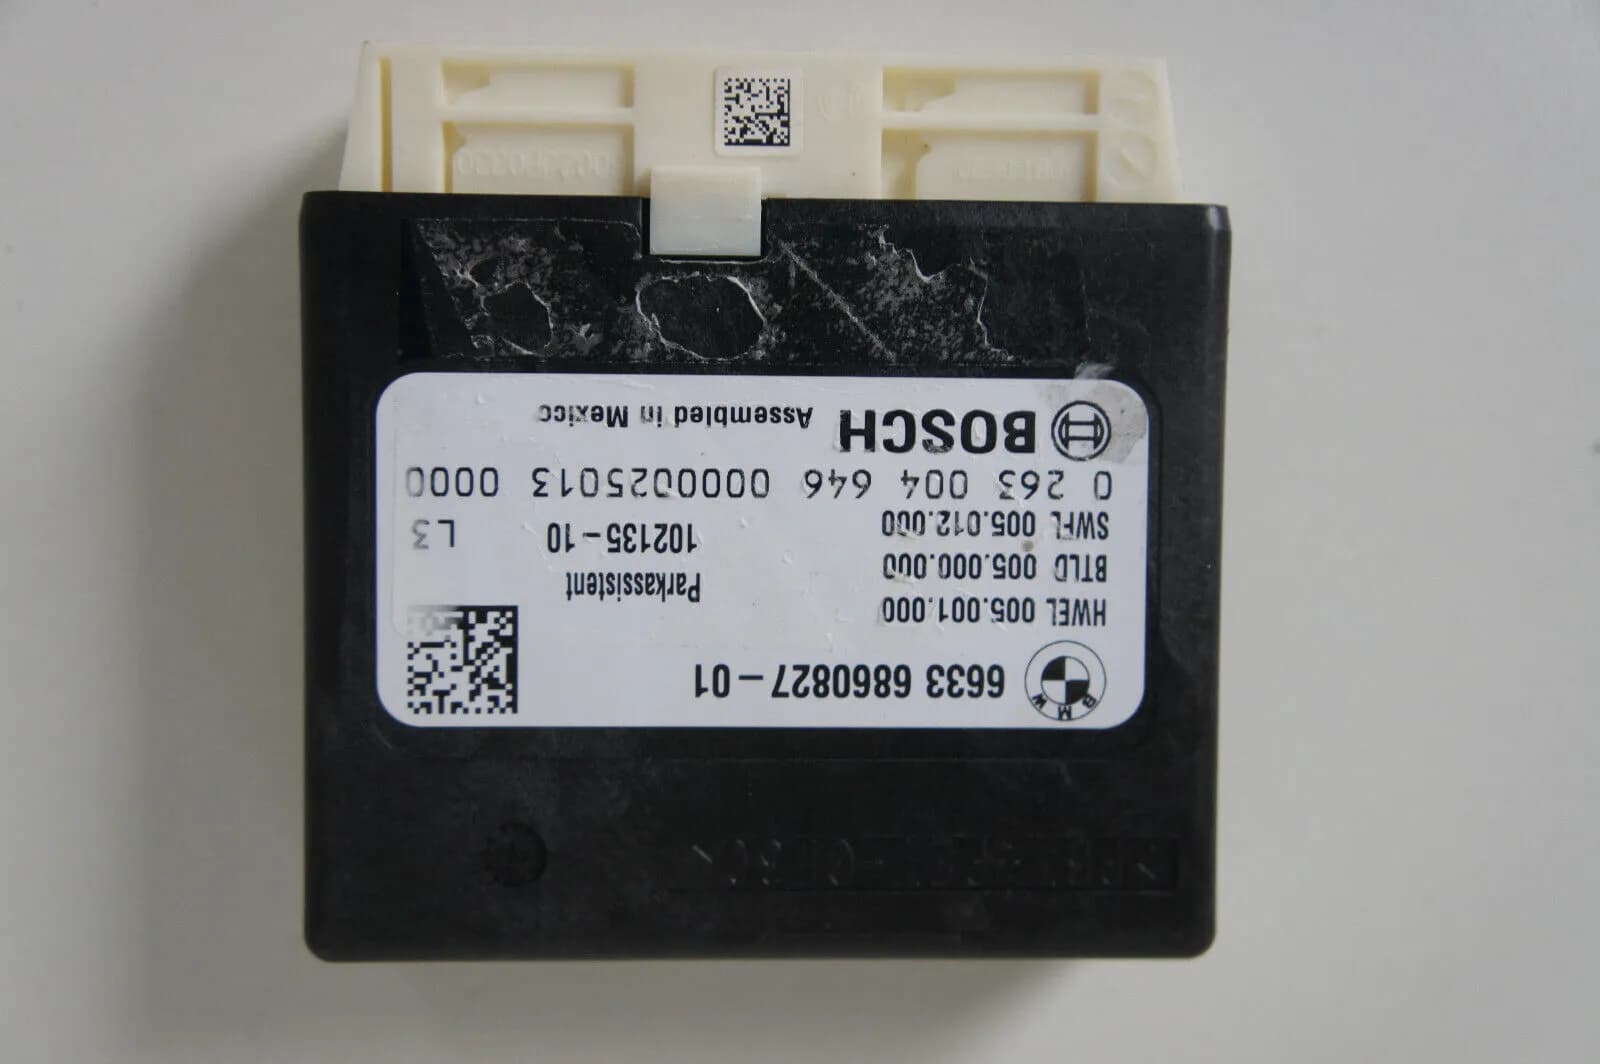 BMW
6633 6860827-01
HWEL 005.001.000
BTLD 005.000.000
SWFL 005.012.000
Parkassistent
102135-10
L3
0 263 004 646 0000025013 0000
BOSCH Assembled in Mexico